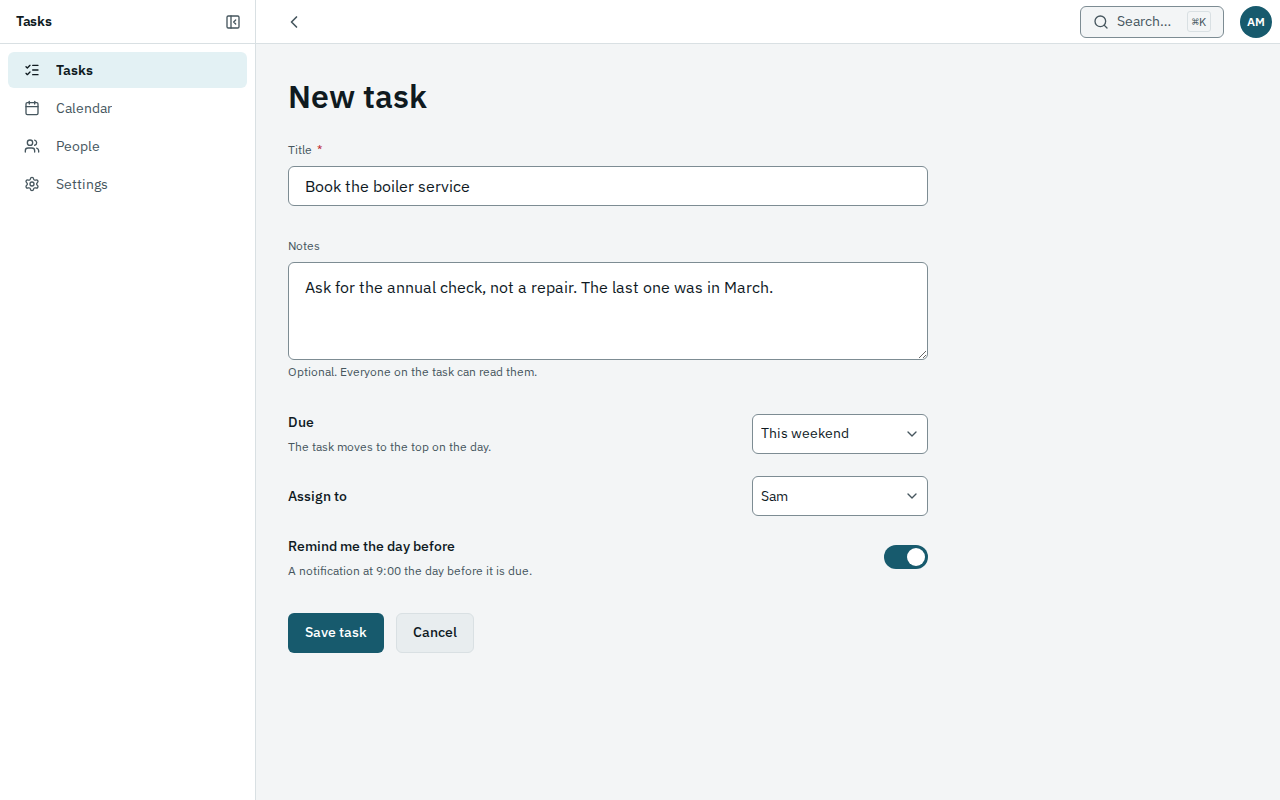 Tasks
Search... ⌘K
AM
Tasks
Calendar
People
Settings
New task
Title *
Book the boiler service
Notes
Ask for the annual check, not a repair. The last one was in March.
Optional. Everyone on the task can read them.
Due
The task moves to the top on the day.
This weekend
Assign to
Sam
Remind me the day before
A notification at 9:00 the day before it is due.
Save task
Cancel